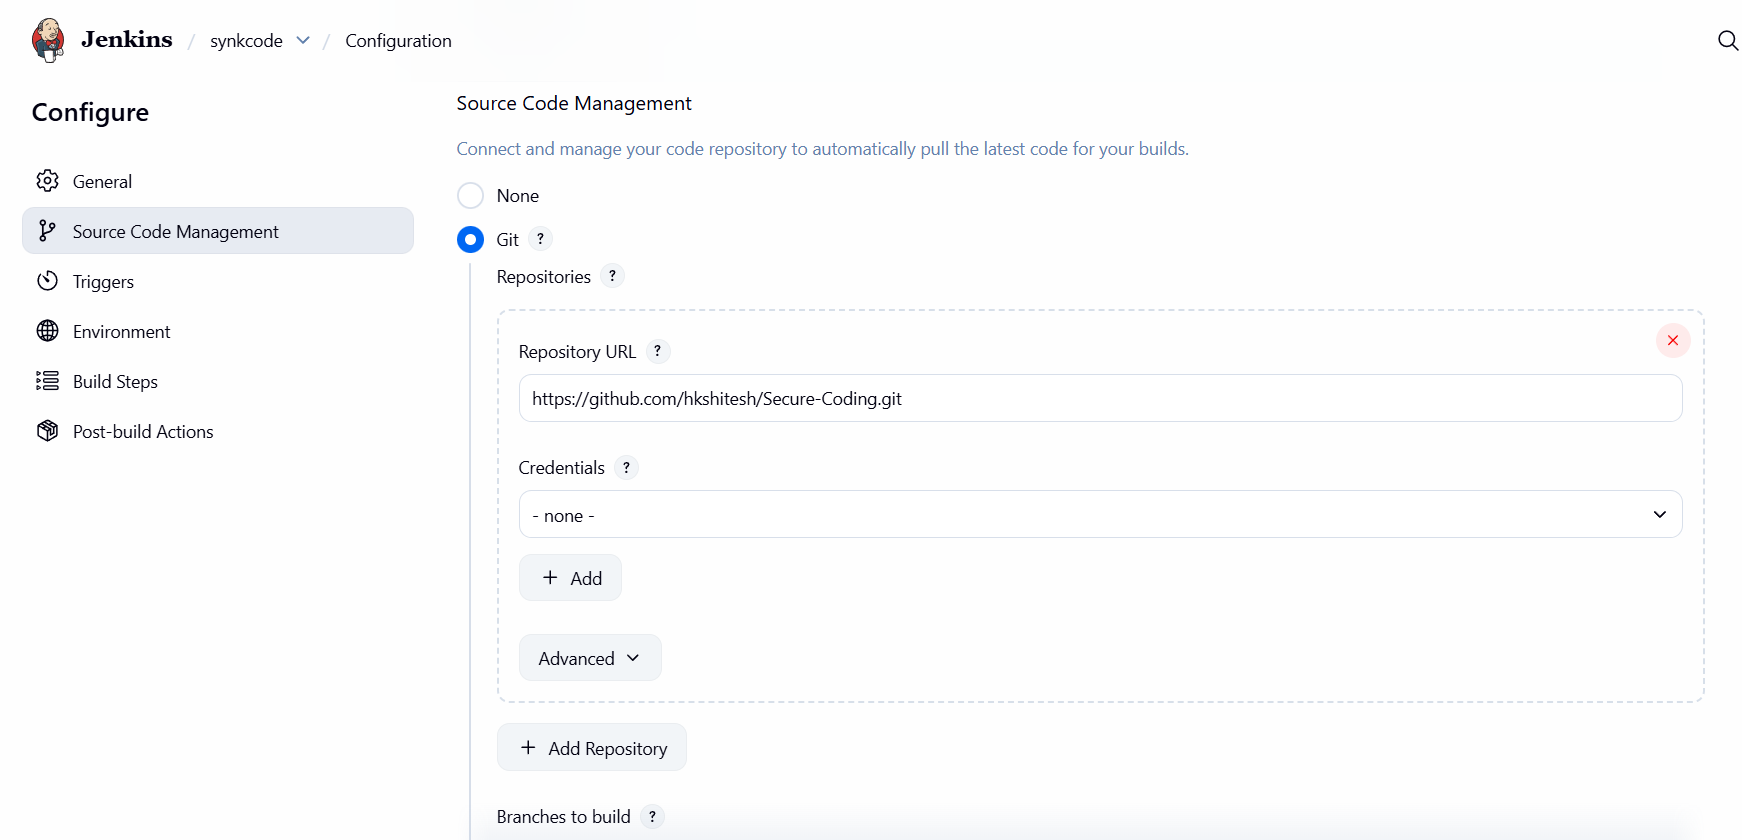 Jenkins / synkcode / Configuration
Configure
General
Source Code Management
Triggers
Environment
Build Steps
Post-build Actions
Source Code Management
Connect and manage your code repository to automatically pull the latest code for your builds.
None
Git ?
Repositories ?
Repository URL ?
https://github.com/hkshitesh/Secure-Coding.git
Credentials ?
- none -
+ Add
Advanced
+ Add Repository
Branches to build ?